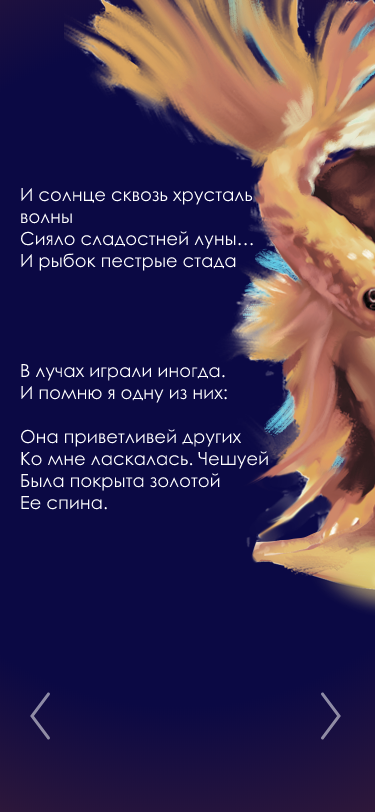 И солнце сквозь хрусталь
волны
Сияло сладостней луны…
И рыбок пестрые стада
В лучах играли иногда.
И помню я одну из них:
Она приветливей других
Ко мне ласкалась. Чешуей
Была покрыта золотой
Ее спина.